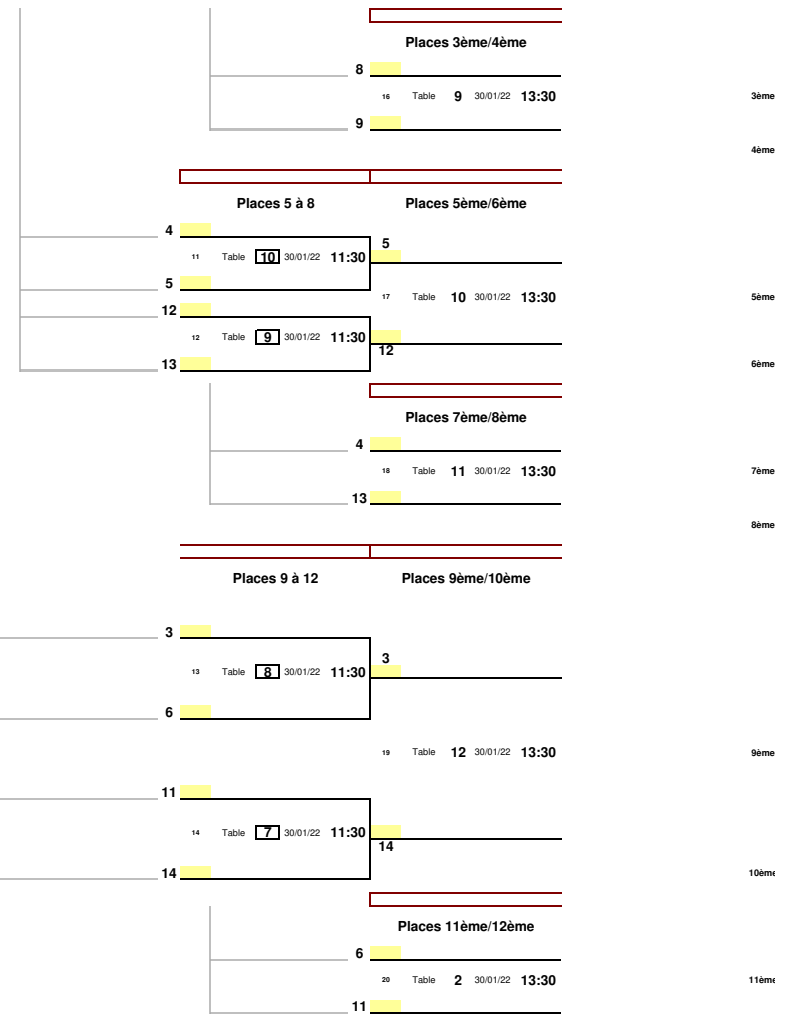 Places 3ème/4ème
8
16 Table 9 30/01/22 13:30 3ème
9
4ème
Places 5 à 8 Places 5ème/6ème
4
5
11 Table 10 30/01/22 11:30
5
17 Table 10 30/01/22 13:30 5ème
12
12 Table 9 30/01/22 11:30
12
13 6ème
Places 7ème/8ème
4
18 Table 11 30/01/22 13:30 7ème
13
8ème
Places 9 à 12 Places 9ème/10ème
3
3
13 Table 8 30/01/22 11:30
6
19 Table 12 30/01/22 13:30 9ème
11
14 Table 7 30/01/22 11:30
14
14 10ème
Places 11ème/12ème
6
20 Table 2 30/01/22 13:30 11ème
11